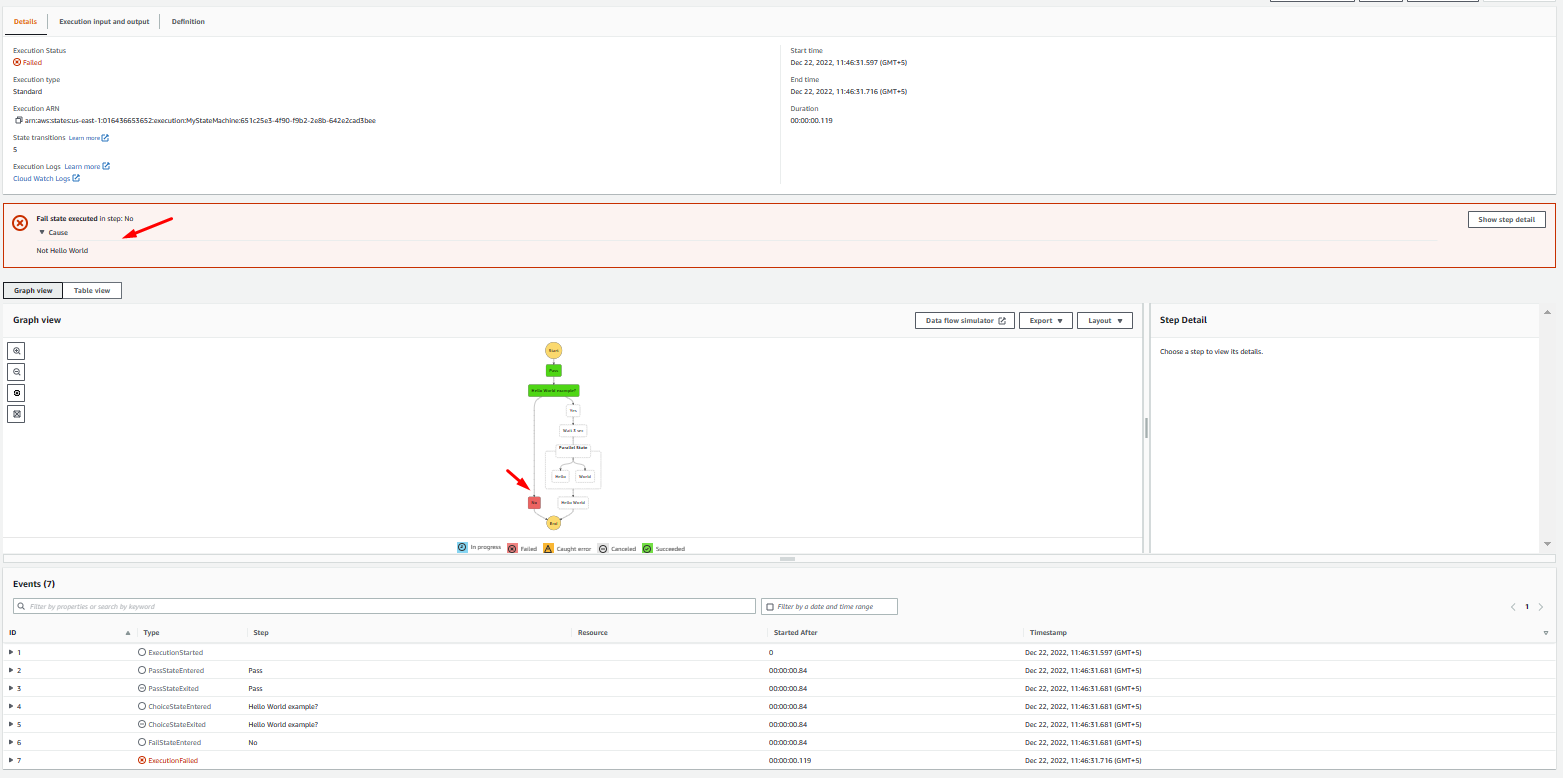 Details
Execution input and output
Definition
Execution Status
Failed
Execution type
Standard
Execution ARN
arn:aws:states:us-east-1:016436653652:execution:MyStateMachine:651c25e3-4f90-f9b2-2e8b-642e2cad3bee
State transitions Learn more
5
Execution Logs Learn more
Cloud Watch Logs
Start time
Dec 22, 2022, 11:46:31.597 (GMT+5)
End time
Dec 22, 2022, 11:46:31.716 (GMT+5)
Duration
00:00:00.119
Fail state executed in step: No
Cause
Not Hello World
Show step detail
Graph view
Table view
Graph view
Data flow simulator
Export
Layout
Start
Pass
Hello World example?
Yes
Wait 3 sec
Parallel State
Hello
World
No
Hello World
End
In progress
Failed
Caught error
Canceled
Succeeded
Step Detail
Choose a step to view its details.
Events (7)
Filter by properties or search by keyword
Filter by a date and time range
1
ID Type Step Resource Started After Timestamp
1 ExecutionStarted 0 Dec 22, 2022, 11:46:31.597 (GMT+5)
2 PassStateEntered Pass 00:00:00.84 Dec 22, 2022, 11:46:31.681 (GMT+5)
3 PassStateExited Pass 00:00:00.84 Dec 22, 2022, 11:46:31.681 (GMT+5)
4 ChoiceStateEntered Hello World example? 00:00:00.84 Dec 22, 2022, 11:46:31.681 (GMT+5)
5 ChoiceStateExited Hello World example? 00:00:00.84 Dec 22, 2022, 11:46:31.681 (GMT+5)
6 FailStateEntered No 00:00:00.84 Dec 22, 2022, 11:46:31.681 (GMT+5)
7 ExecutionFailed 00:00:00.119 Dec 22, 2022, 11:46:31.716 (GMT+5)